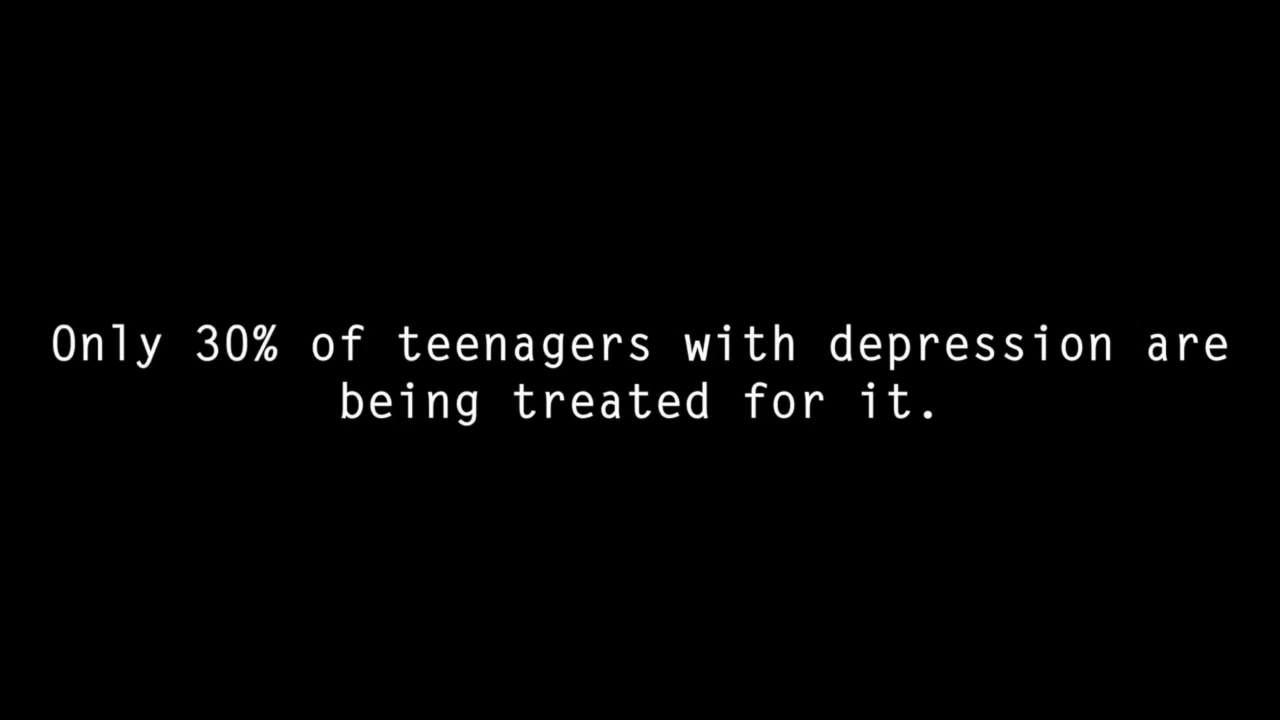 Only 30% of teenagers with depression are
being treated for it.